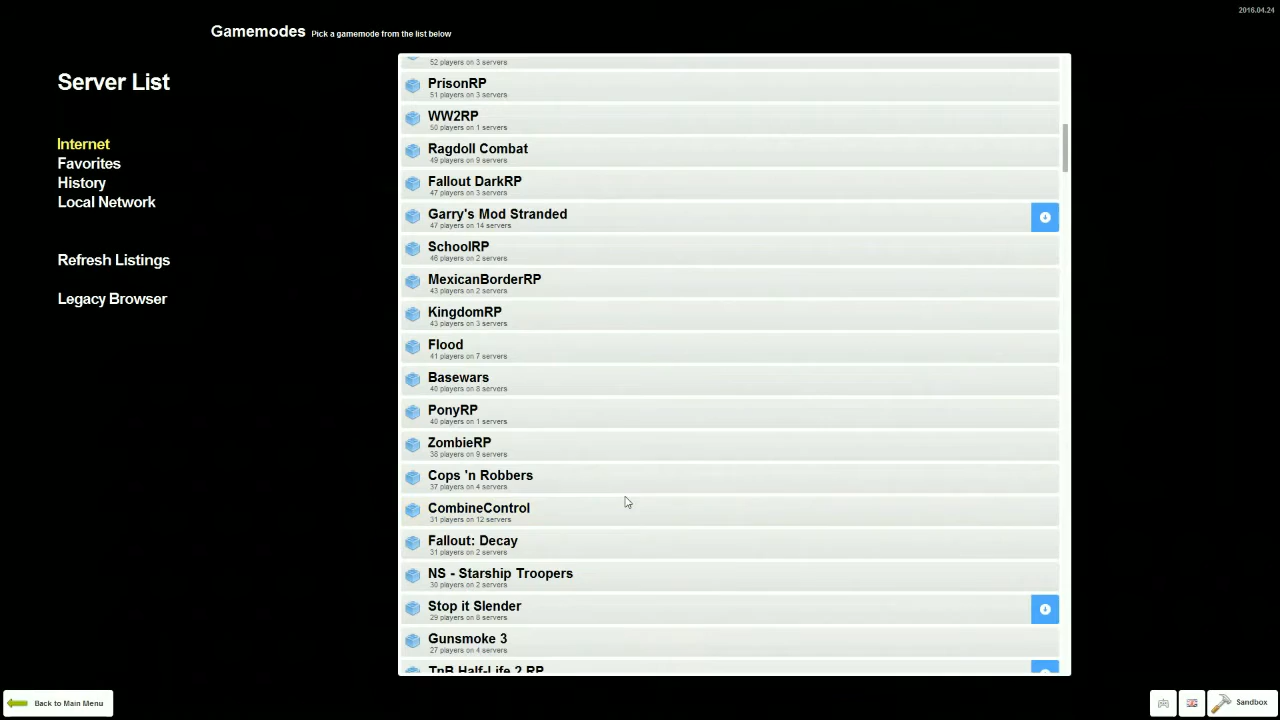 2016.04.24
Gamemodes Pick a gamemode from the list below
Server List
Internet
Favorites
History
Local Network
Refresh Listings
Legacy Browser
52 players on 3 servers
PrisonRP
51 players on 3 servers
WW2RP
50 players on 1 servers
Ragdoll Combat
49 players on 9 servers
Fallout DarkRP
47 players on 3 servers
Garry's Mod Stranded
47 players on 14 servers
SchoolRP
46 players on 2 servers
MexicanBorderRP
43 players on 2 servers
KingdomRP
43 players on 3 servers
Flood
41 players on 7 servers
Basewars
40 players on 8 servers
PonyRP
40 players on 1 servers
ZombieRP
38 players on 9 servers
Cops 'n Robbers
37 players on 4 servers
CombineControl
31 players on 12 servers
Fallout: Decay
31 players on 2 servers
NS - Starship Troopers
30 players on 2 servers
Stop it Slender
29 players on 8 servers
Gunsmoke 3
27 players on 4 servers
TnB Half-Life 2 RP
Back to Main Menu
Sandbox